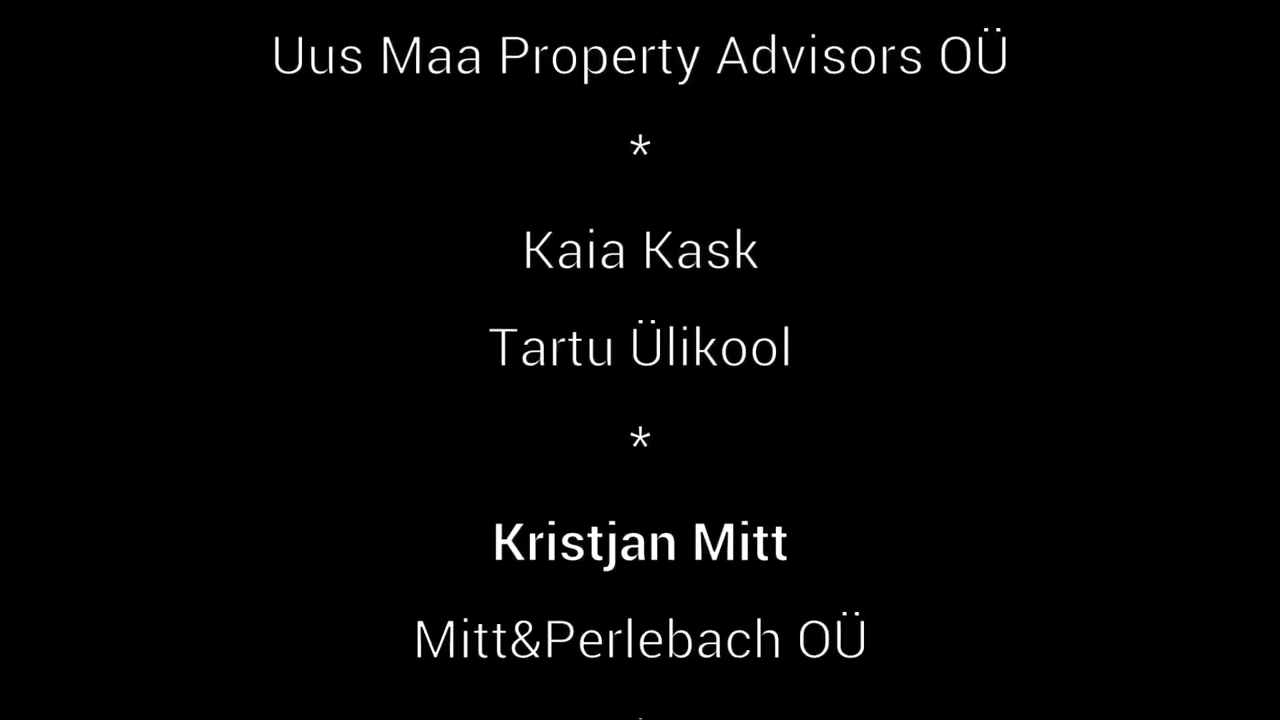 Uus Maa Property Advisors OÜ
*
Kaia Kask
Tartu Ülikool
*
Kristjan Mitt
Mitt&Perlebach OÜ